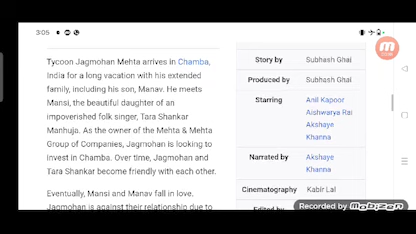 3:05
Tycoon Jagmohan Mehta arrives in Chamba,
India for a long vacation with his extended
family, including his son, Manav. He meets
Mansi, the beautiful daughter of an
impoverished folk singer, Tara Shankar
Manhuja. As the owner of the Mehta & Mehta
Group of Companies, Jagmohan is looking to
invest in Chamba. Over time, Jagmohan and
Tara Shankar become friendly with each other.
Eventually, Mansi and Manav fall in love.
Jagmohan is against their relationship due to
Story by Subhash Ghai
Produced by Subhash Ghai
Starring Anil Kapoor
Aishwarya Rai
Akshaye
Khanna
Narrated by Akshaye
Khanna
Cinematography Kabir Lal
Edited by
Recorded by Mobizen